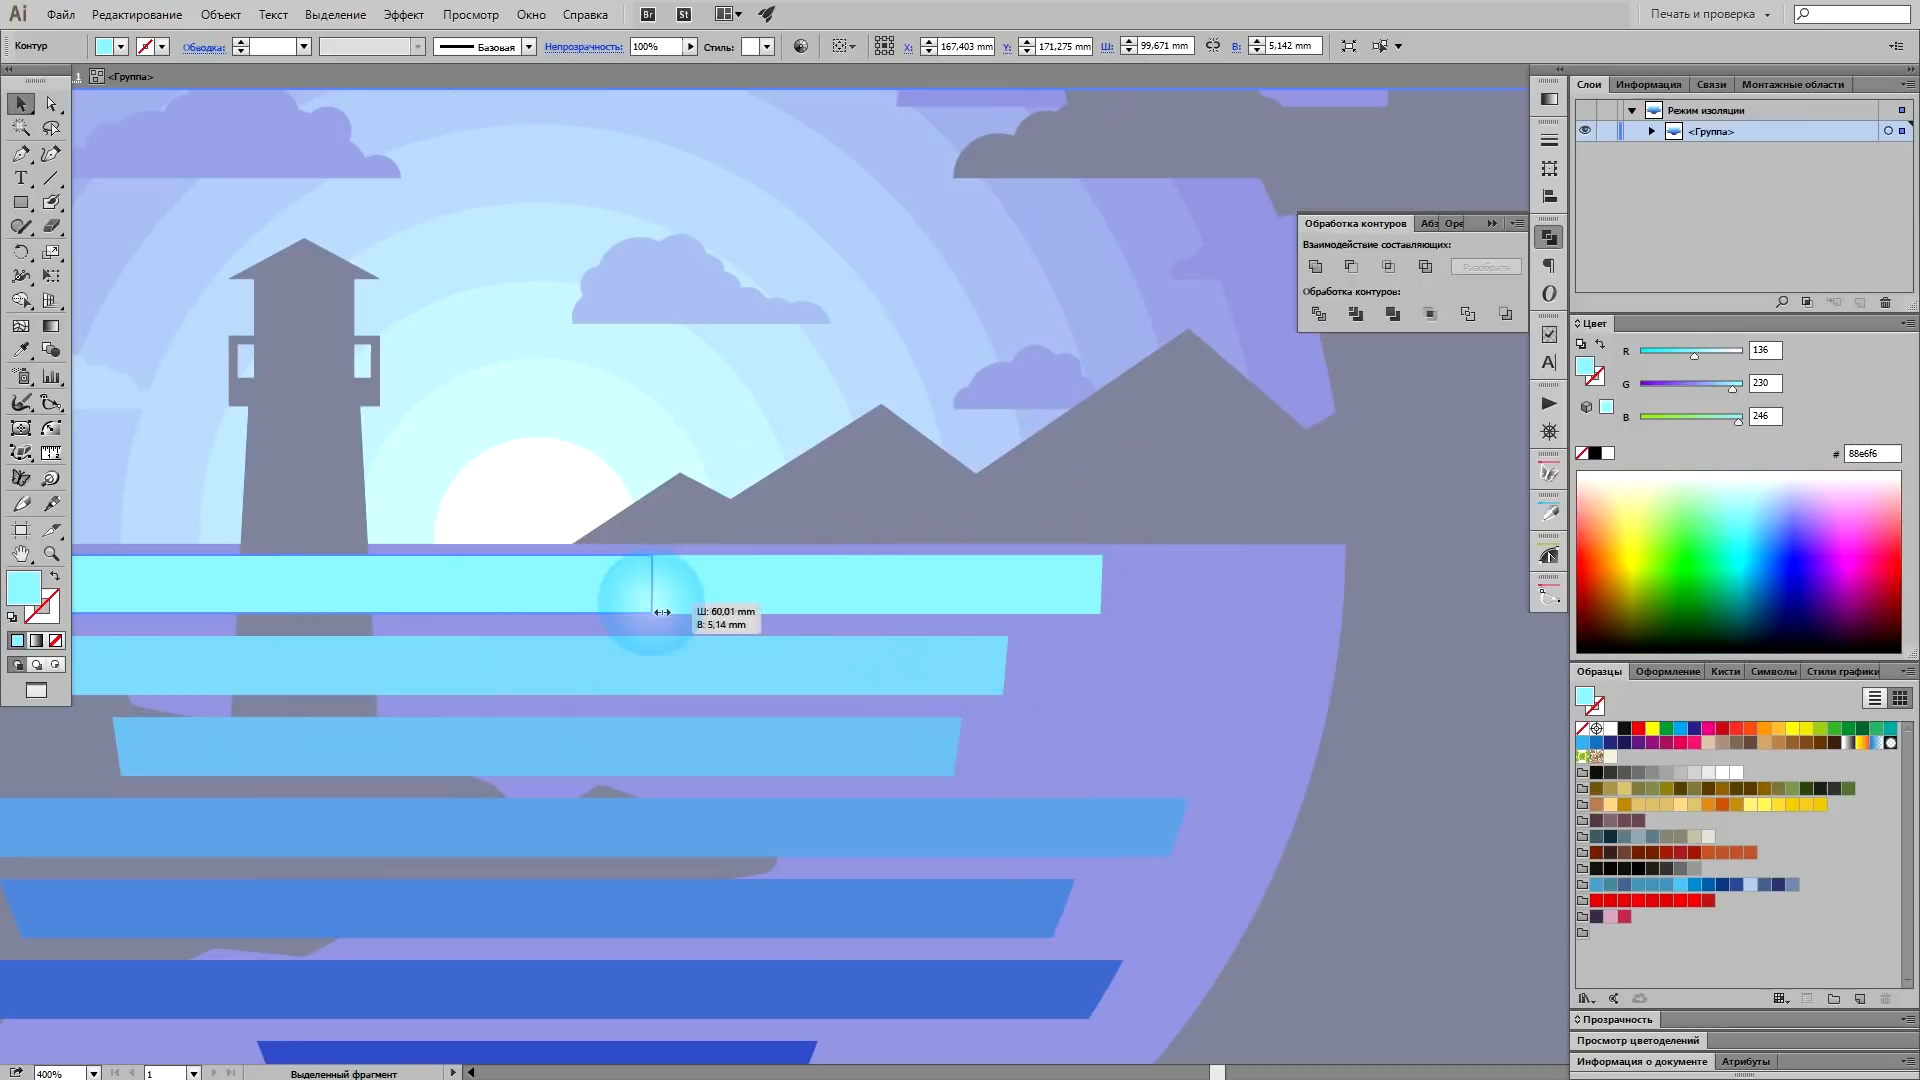 Ai Файл Редактирование Объект Текст Выделение Эффект Просмотр Окно Справка Br St Печать и проверка
Контур Обводка: Базовая Непрозрачность: 100% Стиль: X: 167,403 mm Y: 171,275 mm Ш: 99,671 mm В: 5,142 mm
1 <Группа>
Слои Информация Связи Монтажные области
Режим изоляции
<Группа>
Обработка контуров Абз Opе
Взаимодействие составляющих:
Разобрать
Обработка контуров:
Цвет
R 136
G 230
B 246
# 88e6f6
Ш: 60,01 mm
В: 5,14 mm
Образцы Оформление Кисти Символы Стили графики
Прозрачность
Просмотр цветоделений
Информация о документе Атрибуты
400% 1 Выделенный фрагмент